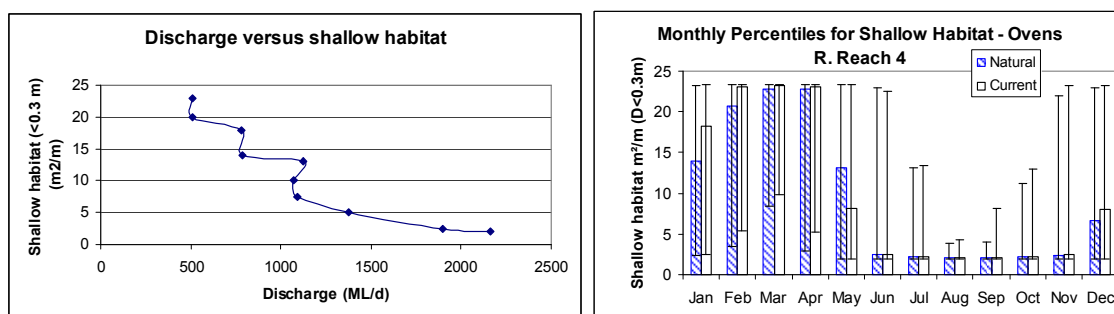 Discharge versus shallow habitat
Shallow habitat (<0.3 m)
(m2/m)
25
20
15
10
5
0
0 500 1000 1500 2000 2500
Discharge (ML/d)
Monthly Percentiles for Shallow Habitat - Ovens
R. Reach 4
Natural
Current
Shallow habitat m²/m (D<0.3m)
25
20
15
10
5
0
Jan Feb Mar Apr May Jun Jul Aug Sep Oct Nov Dec